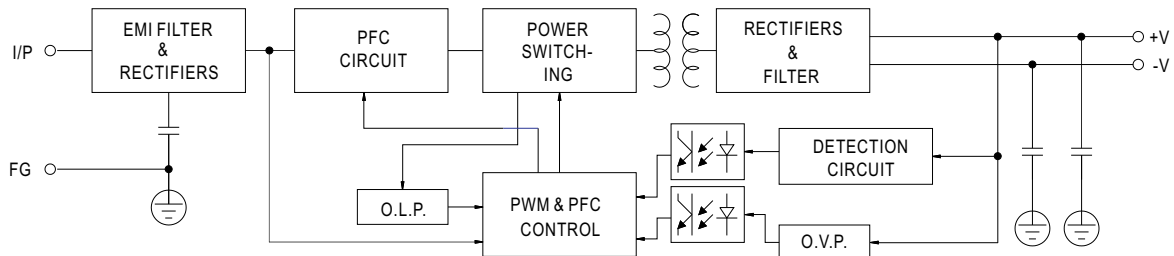 I/P
EMI FILTER
&
RECTIFIERS
PFC
CIRCUIT
POWER
SWITCH-
ING
RECTIFIERS
&
FILTER
+V
-V
FG
O.L.P.
PWM & PFC
CONTROL
DETECTION
CIRCUIT
O.V.P.